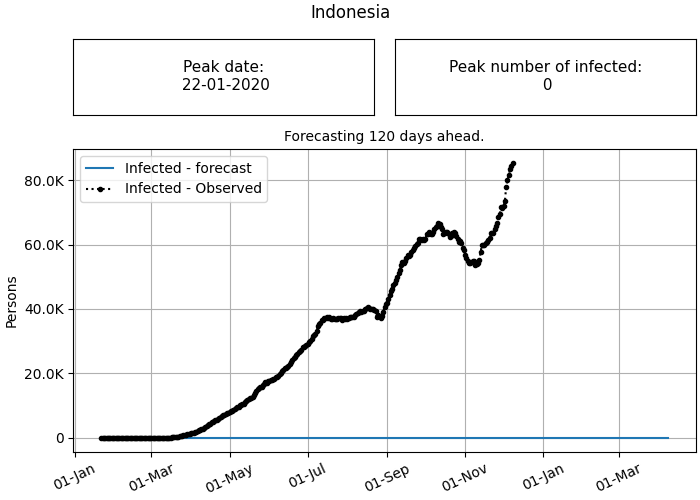 Indonesia
Peak date:
22-01-2020
Peak number of infected:
0
Forecasting 120 days ahead.
Infected - forecast
Infected - Observed
Persons
80.0K
60.0K
40.0K
20.0K
0
01-Jan
01-Mar
01-May
01-Jul
01-Sep
01-Nov
01-Jan
01-Mar